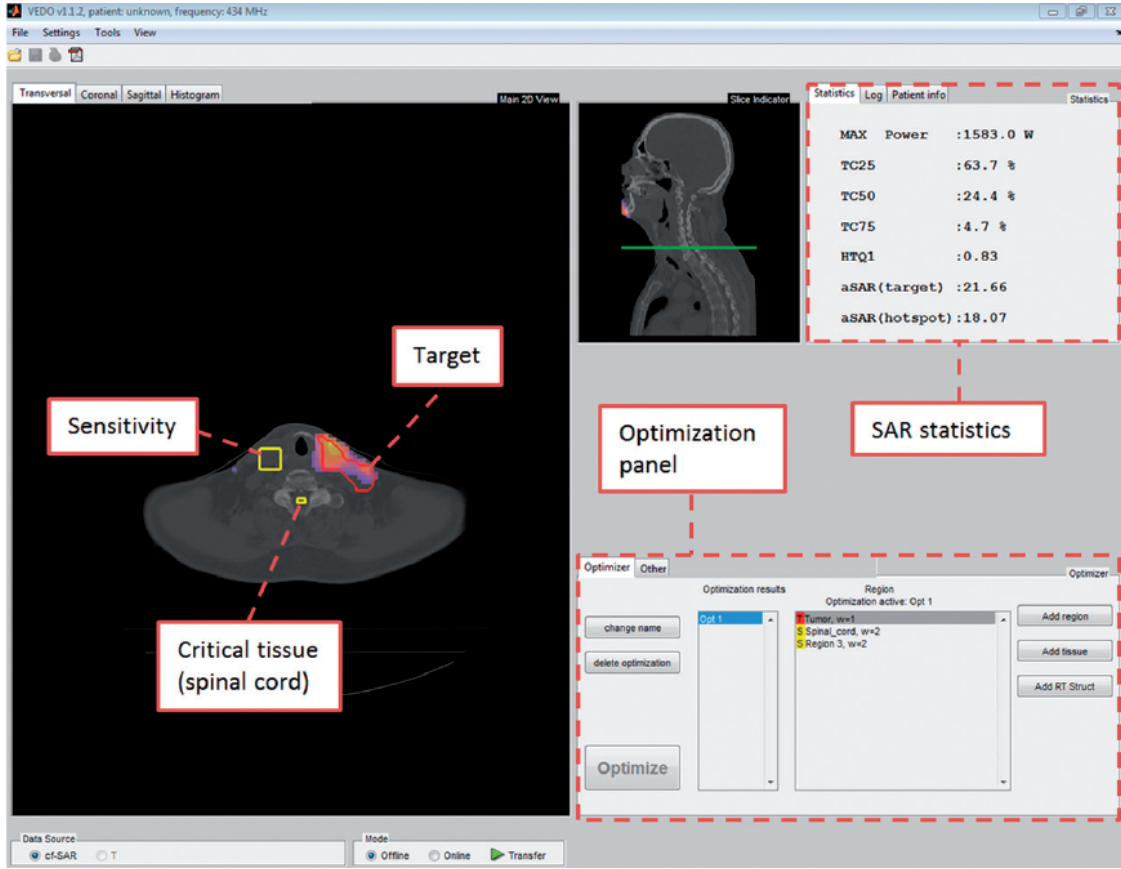 VEDO v1.1.2, patient: unknown, frequency: 434 MHz
File Settings Tools View
Transversal Coronal Sagittal Histogram
Main 2D View
Slice Indicator
Statistics Log Patient info
Statistics
MAX Power :1583.0 W
TC25 :63.7 %
TC50 :24.4 %
TC75 :4.7 %
HTQ1 :0.83
aSAR(target) :21.66
aSAR(hotspot) :18.07
Target
Sensitivity
Critical tissue
(spinal cord)
Optimization
panel
SAR statistics
Optimizer Other
Optimizer
Optimization results
Region
Optimization active: Opt 1
change name
delete optimization
Optimize
Opt 1
T Tumor, w=1
S Spinal_cord, w=2
S Region 3, w=2
Add region
Add tissue
Add RT Struct
Data Source
cf-SAR T
Mode
Offline Online Transfer